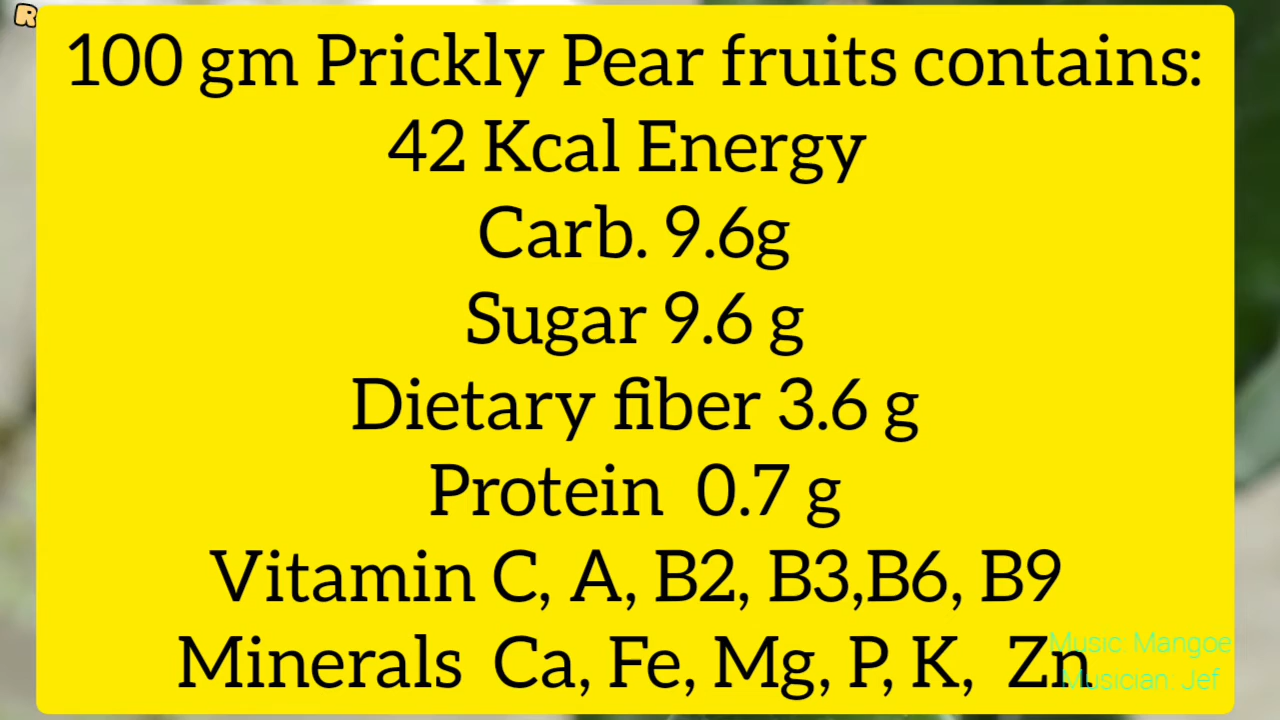 R
100 gm Prickly Pear fruits contains:
42 Kcal Energy
Carb. 9.6g
Sugar 9.6 g
Dietary fiber 3.6 g
Protein 0.7 g
Vitamin C, A, B2, B3,B6, B9
Minerals Ca, Fe, Mg, P, K, Zn
Music: Mangoe
Musician: Jef